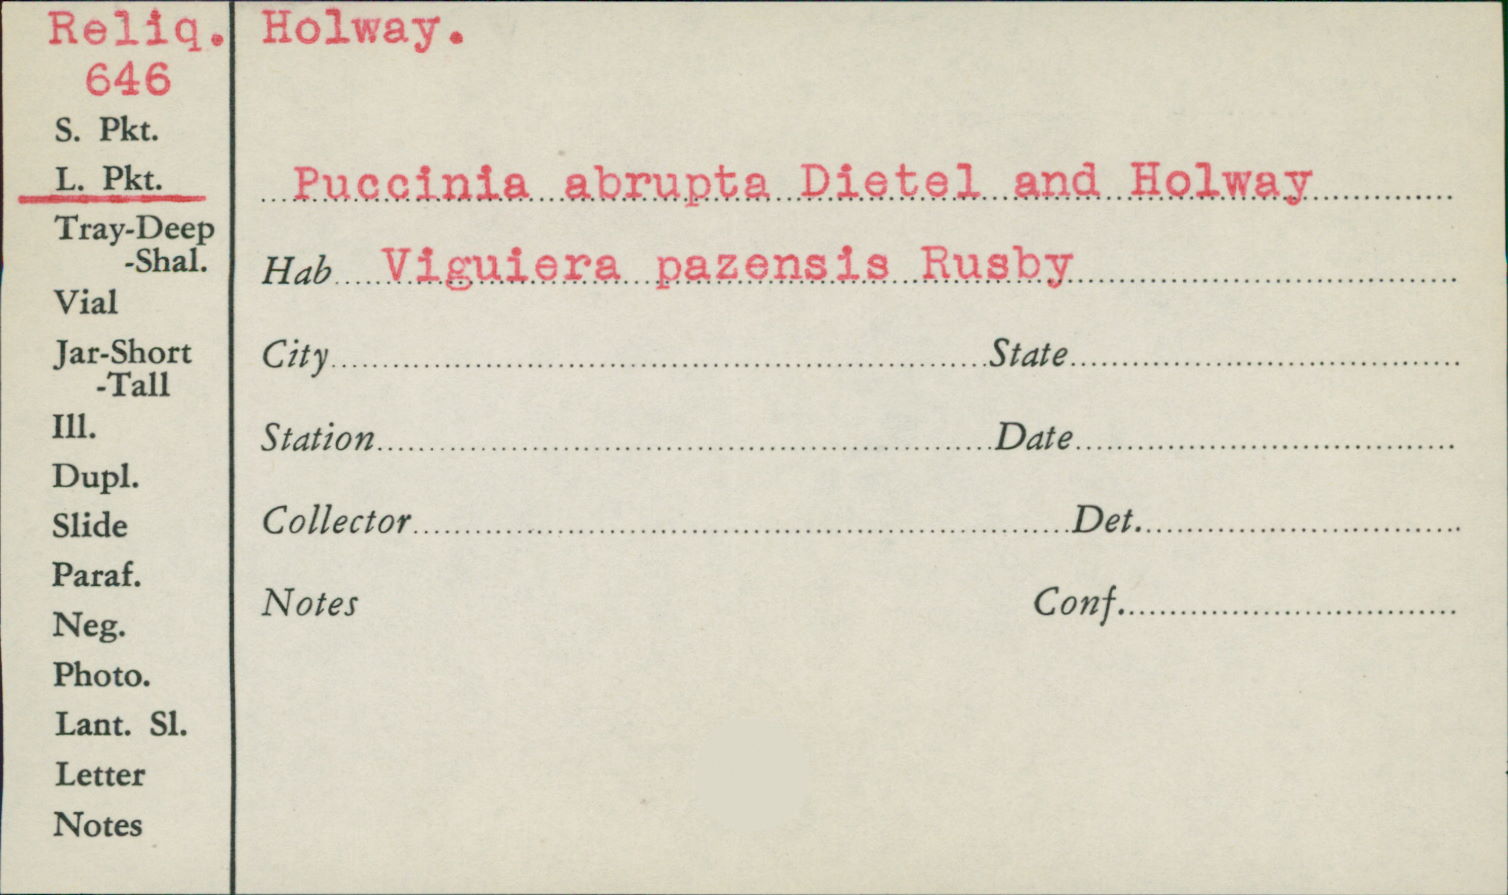 Reliq. Holway.
646
S. Pkt.
L. Pkt.
Tray-Deep
-Shal.
Vial
Jar-Short
-Tall
Ill.
Dupl.
Slide
Paraf.
Neg.
Photo.
Lant. Sl.
Letter
Notes
Puccinia abrupta Dietel and Holway
Hab Viguiera pazensis Rusby
City State
Station Date
Collector Det.
Notes Conf.